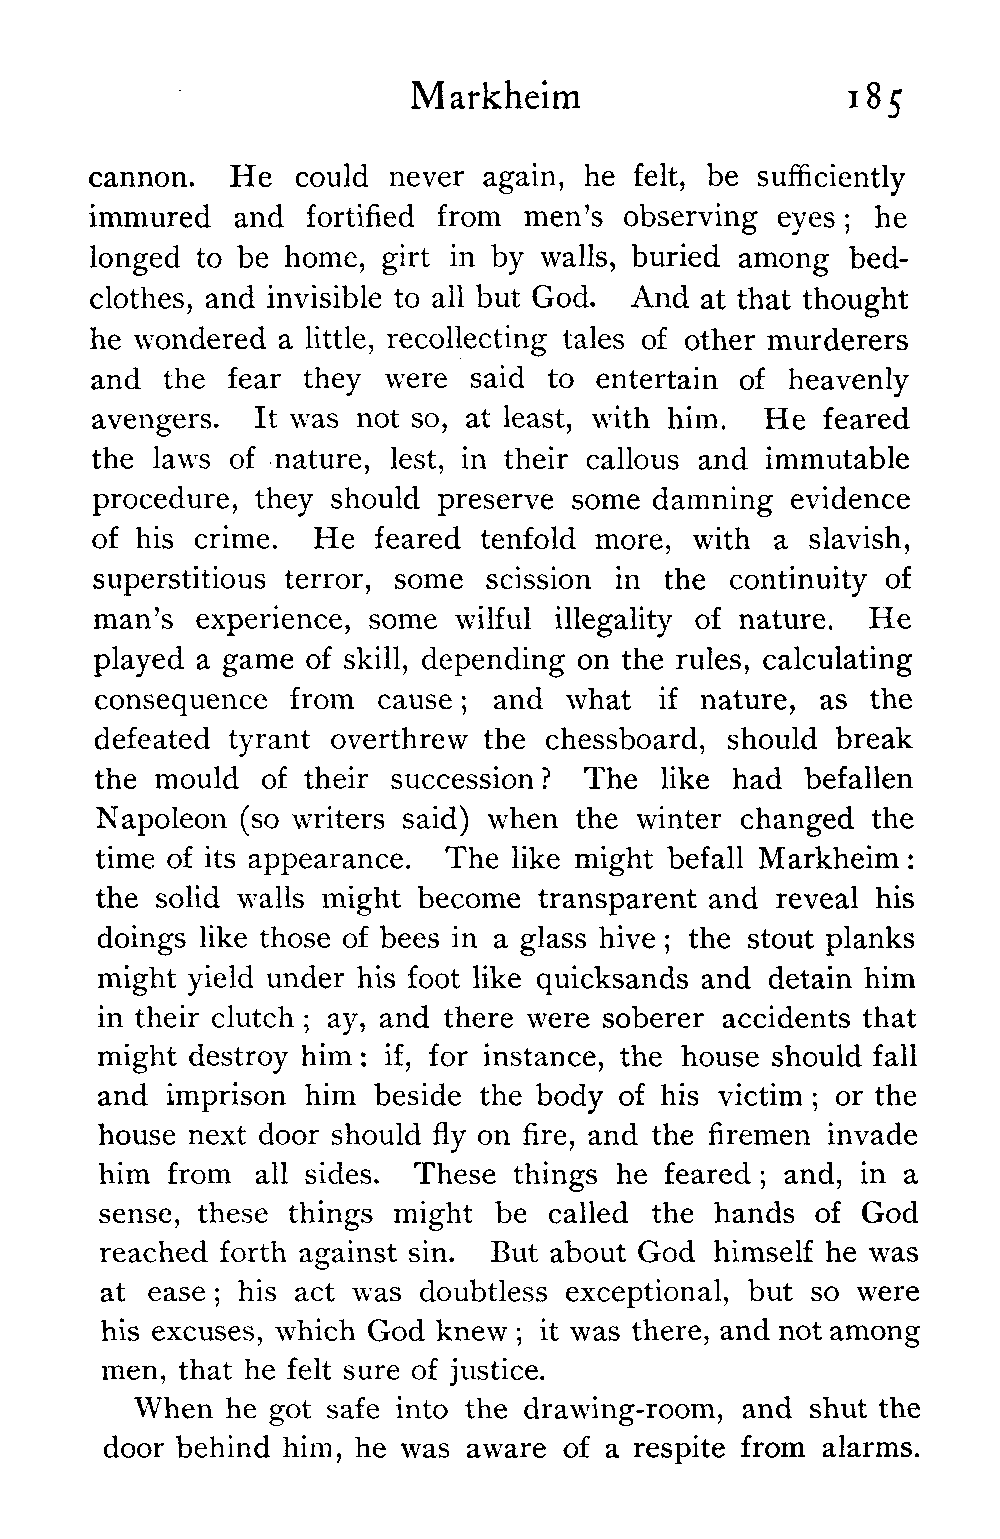 Markheim 185
cannon. He could never again, he felt, be sufficiently
immured and fortified from men's observing eyes; he
longed to be home, girt in by walls, buried among bed-
clothes, and invisible to all but God. And at that thought
he wondered a little, recollecting tales of other murderers
and the fear they were said to entertain of heavenly
avengers. It was not so, at least, with him. He feared
the laws of nature, lest, in their callous and immutable
procedure, they should preserve some damning evidence
of his crime. He feared tenfold more, with a slavish,
superstitious terror, some scission in the continuity of
man's experience, some wilful illegality of nature. He
played a game of skill, depending on the rules, calculating
consequence from cause; and what if nature, as the
defeated tyrant overthrew the chessboard, should break
the mould of their succession? The like had befallen
Napoleon (so writers said) when the winter changed the
time of its appearance. The like might befall Markheim:
the solid walls might become transparent and reveal his
doings like those of bees in a glass hive; the stout planks
might yield under his foot like quicksands and detain him
in their clutch; ay, and there were soberer accidents that
might destroy him: if, for instance, the house should fall
and imprison him beside the body of his victim; or the
house next door should fly on fire, and the firemen invade
him from all sides. These things he feared; and, in a
sense, these things might be called the hands of God
reached forth against sin. But about God himself he was
at ease; his act was doubtless exceptional, but so were
his excuses, which God knew; it was there, and not among
men, that he felt sure of justice.
When he got safe into the drawing-room, and shut the
door behind him, he was aware of a respite from alarms.